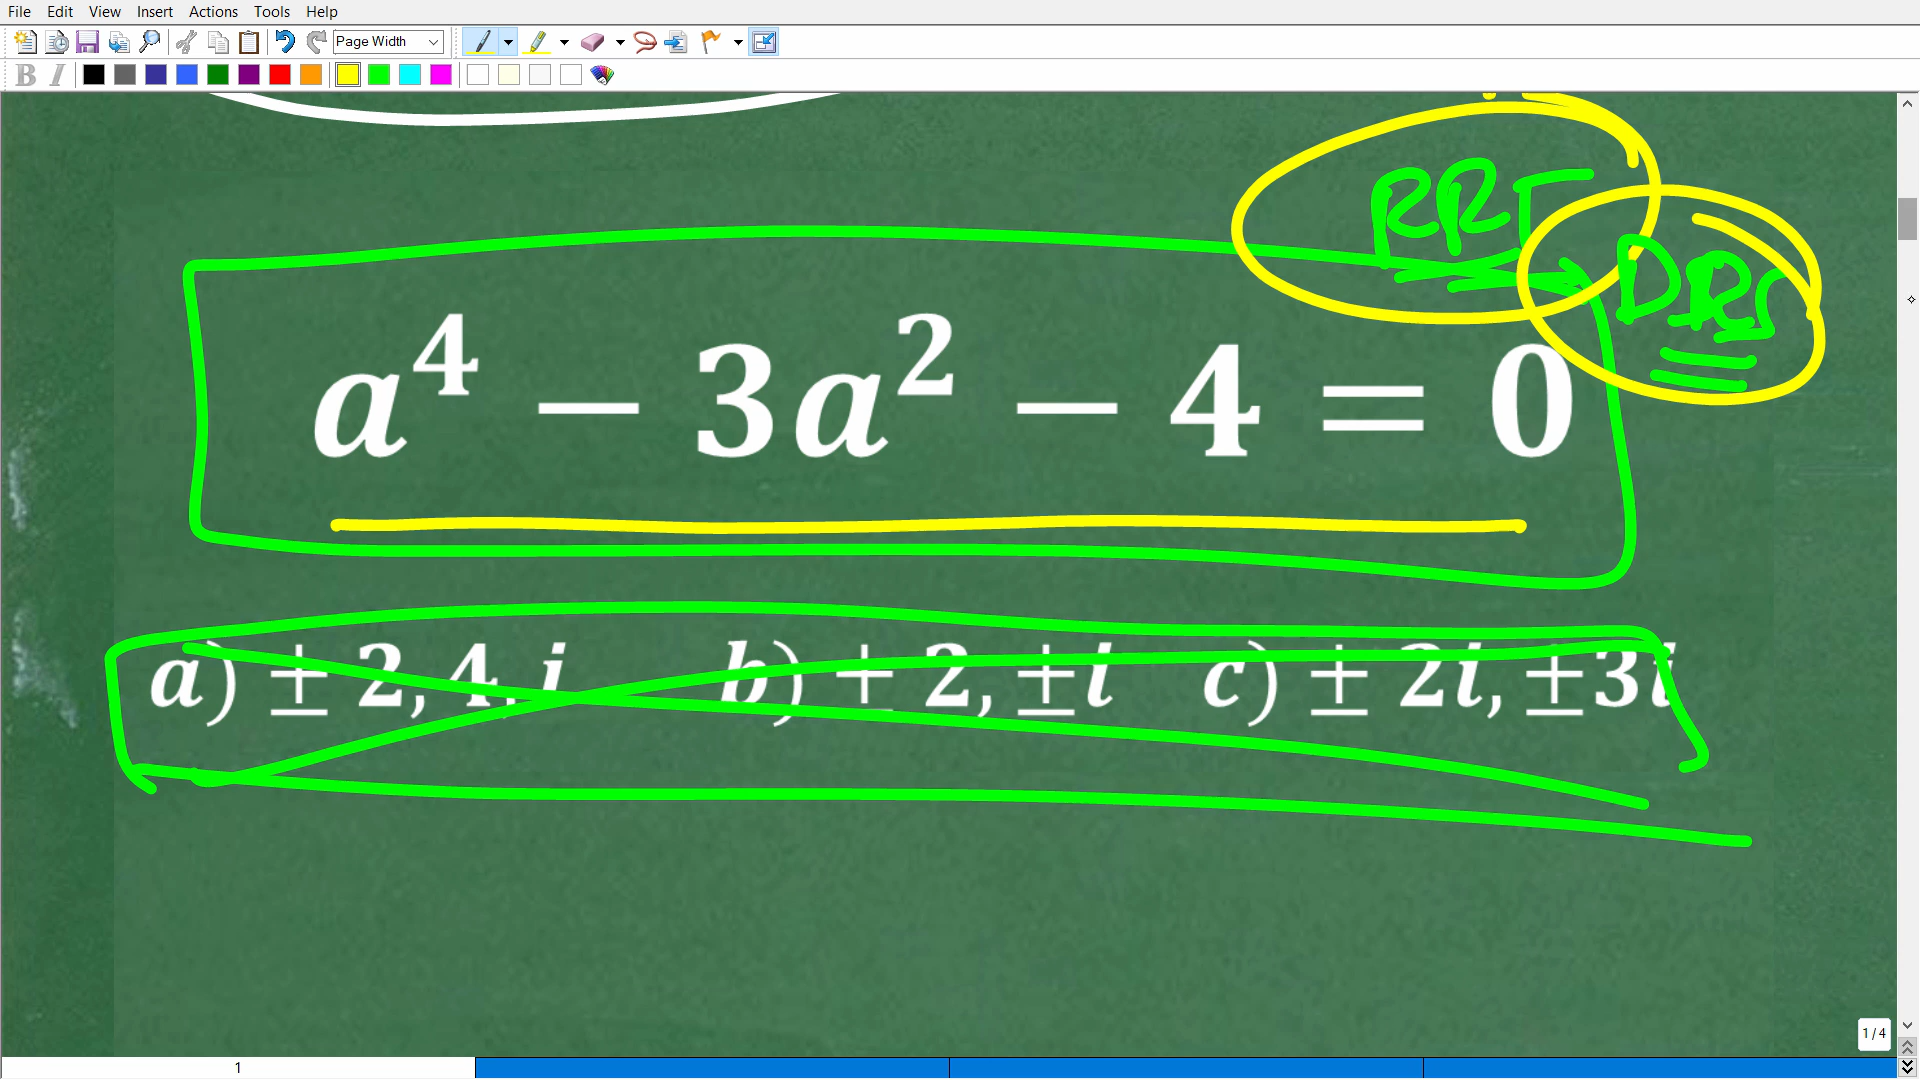 File Edit View Insert Actions Tools Help
Page Width
B I
RRT
DRS
a⁴ − 3a² − 4 = 0
a) ± 2, 4, i b) ± 2, ±i c) ± 2i, ±3i
1 / 4
1